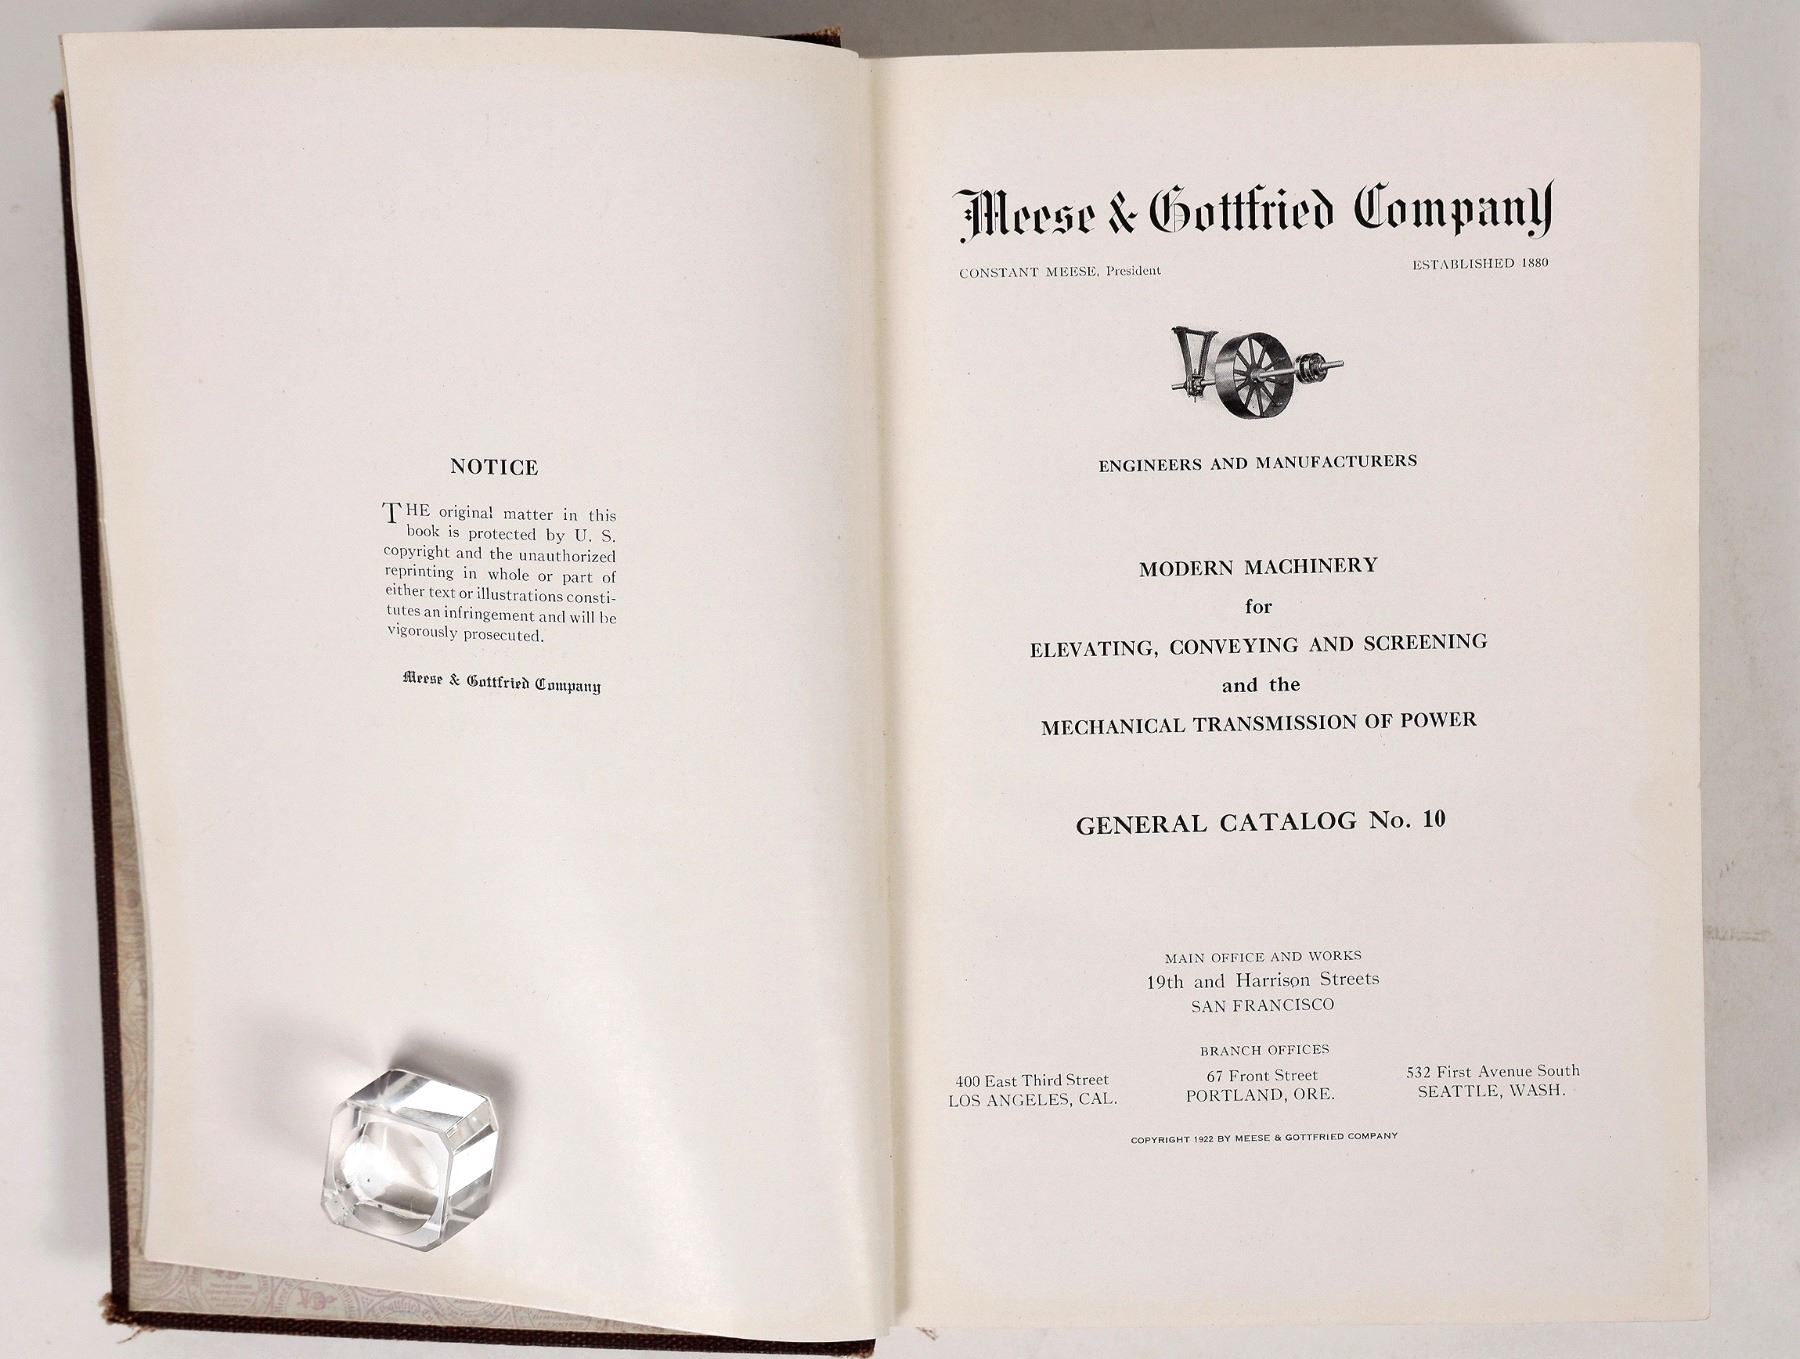 NOTICE
THE original matter in this
book is protected by U. S.
copyright and the unauthorized
reprinting in whole or part of
either text or illustrations consti-
tutes an infringement and will be
vigorously prosecuted.
Meese & Gottfried Company
Meese & Gottfried Company
CONSTANT MEESE, President
ESTABLISHED 1880
ENGINEERS AND MANUFACTURERS
MODERN MACHINERY
for
ELEVATING, CONVEYING AND SCREENING
and the
MECHANICAL TRANSMISSION OF POWER
GENERAL CATALOG No. 10
MAIN OFFICE AND WORKS
19th and Harrison Streets
SAN FRANCISCO
BRANCH OFFICES
400 East Third Street
LOS ANGELES, CAL.
67 Front Street
PORTLAND, ORE.
532 First Avenue South
SEATTLE, WASH.
COPYRIGHT 1922 BY MEESE & GOTTFRIED COMPANY